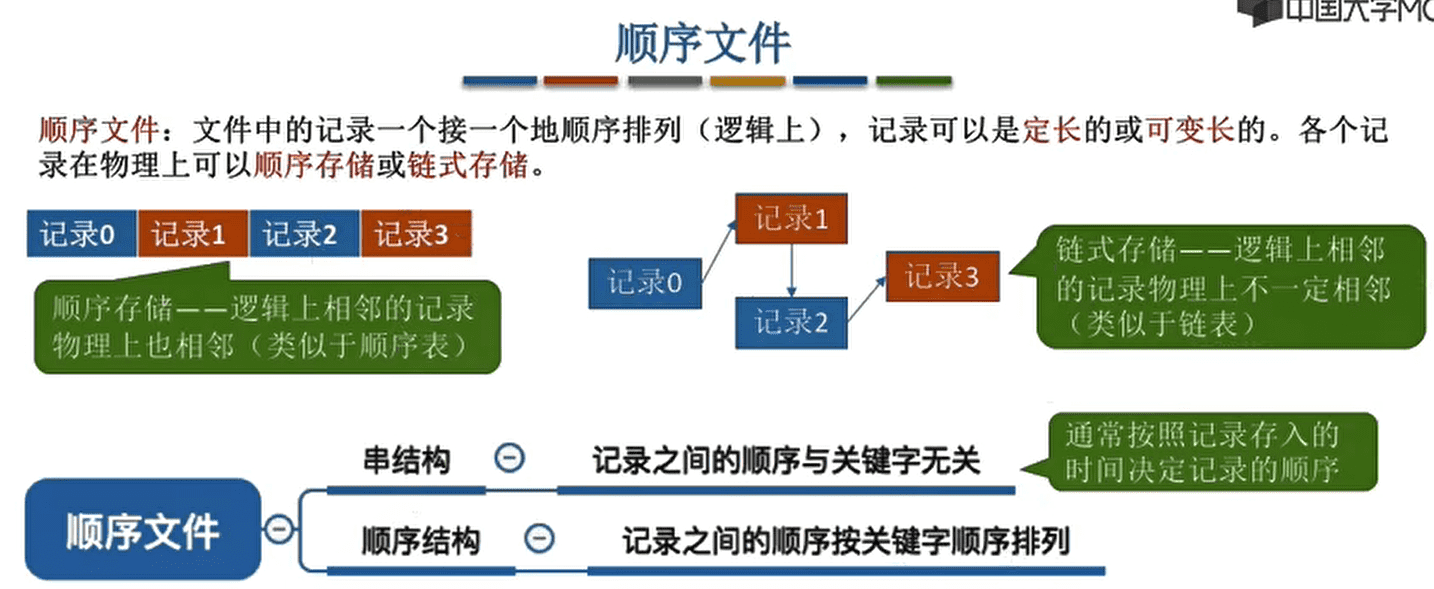 中国大学MO
顺序文件
顺序文件：文件中的记录一个接一个地顺序排列（逻辑上），记录可以是定长的或可变长的。各个记
录在物理上可以顺序存储或链式存储。
记录0 记录1 记录2 记录3
顺序存储——逻辑上相邻的记录
物理上也相邻（类似于顺序表）
记录0
记录1
记录2
记录3
链式存储——逻辑上相邻
的记录物理上不一定相邻
（类似于链表）
顺序文件
串结构
记录之间的顺序与关键字无关
通常按照记录存入的
时间决定记录的顺序
顺序结构
记录之间的顺序按关键字顺序排列